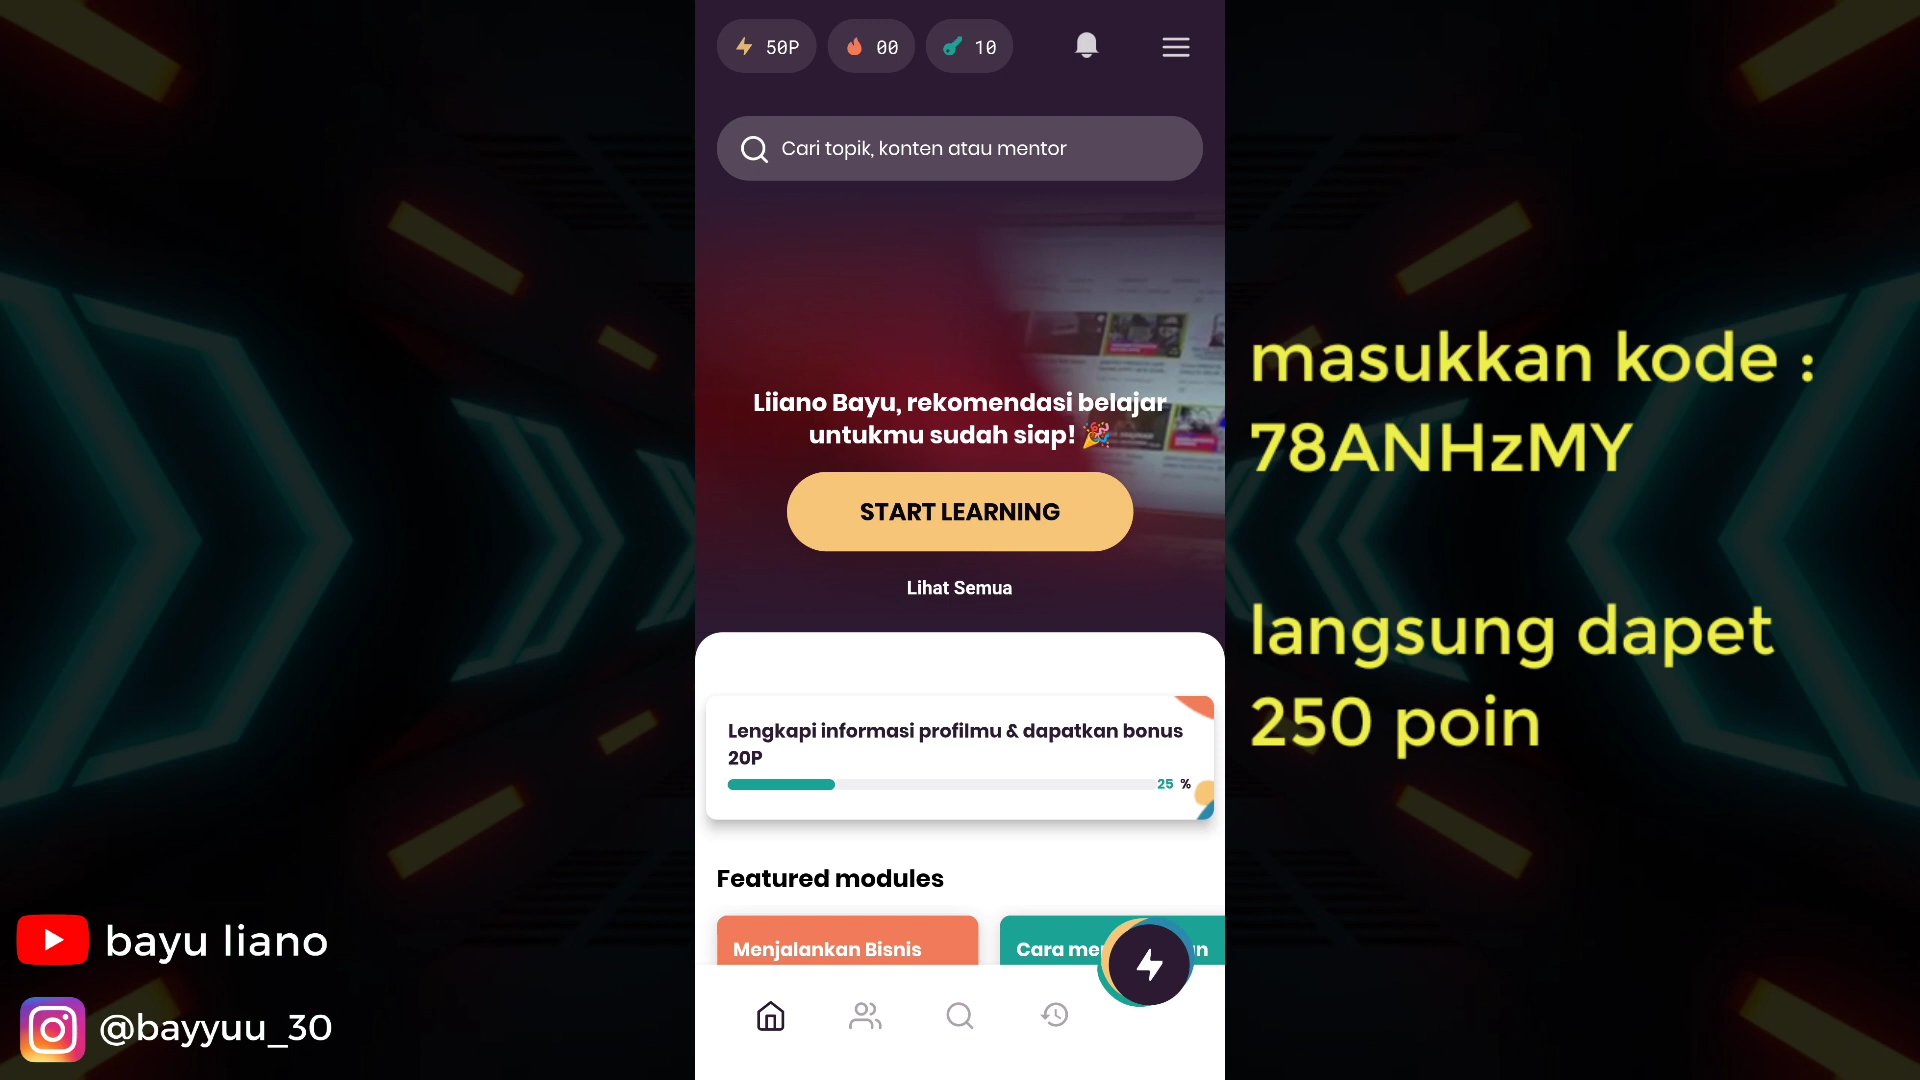 50P
00
10
Cari topik, konten atau mentor
Liiano Bayu, rekomendasi belajar
untukmu sudah siap! 🎉
START LEARNING
Lihat Semua
Lengkapi informasi profilmu & dapatkan bonus
20P
25 %
Featured modules
Menjalankan Bisnis
Cara
masukkan kode :
78ANHzMY
langsung dapet
250 poin
bayu liano
@bayyuu_30